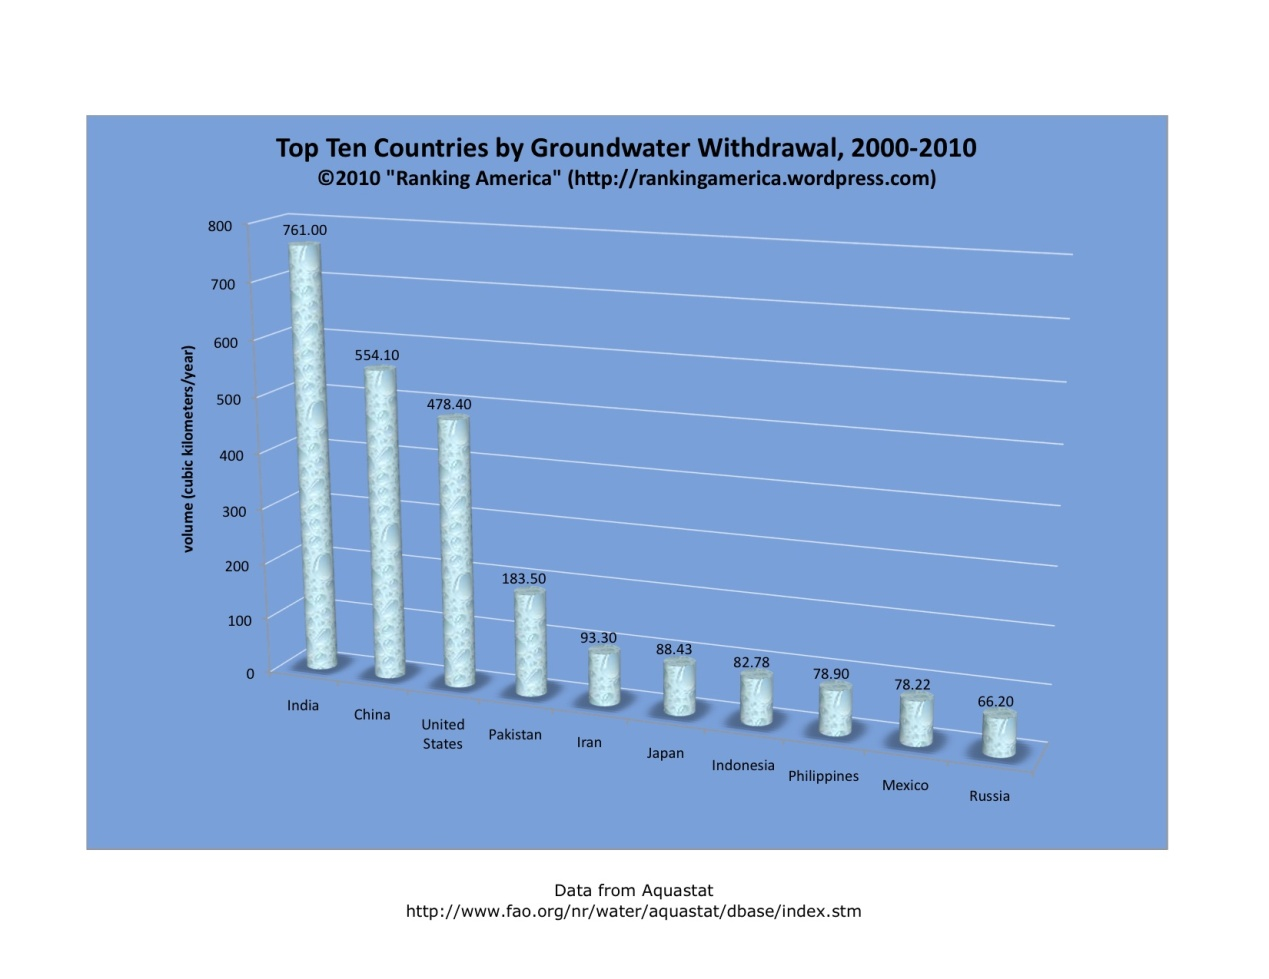 Top Ten Countries by Groundwater Withdrawal, 2000-2010
©2010 "Ranking America" (http://rankingamerica.wordpress.com)
volume (cubic kilometers/year)
800
700
600
500
400
300
200
100
0
761.00
554.10
478.40
183.50
93.30
88.43
82.78
78.90
78.22
66.20
India
China
United
States
Pakistan
Iran
Japan
Indonesia
Philippines
Mexico
Russia
Data from Aquastat
http://www.fao.org/nr/water/aquastat/dbase/index.stm